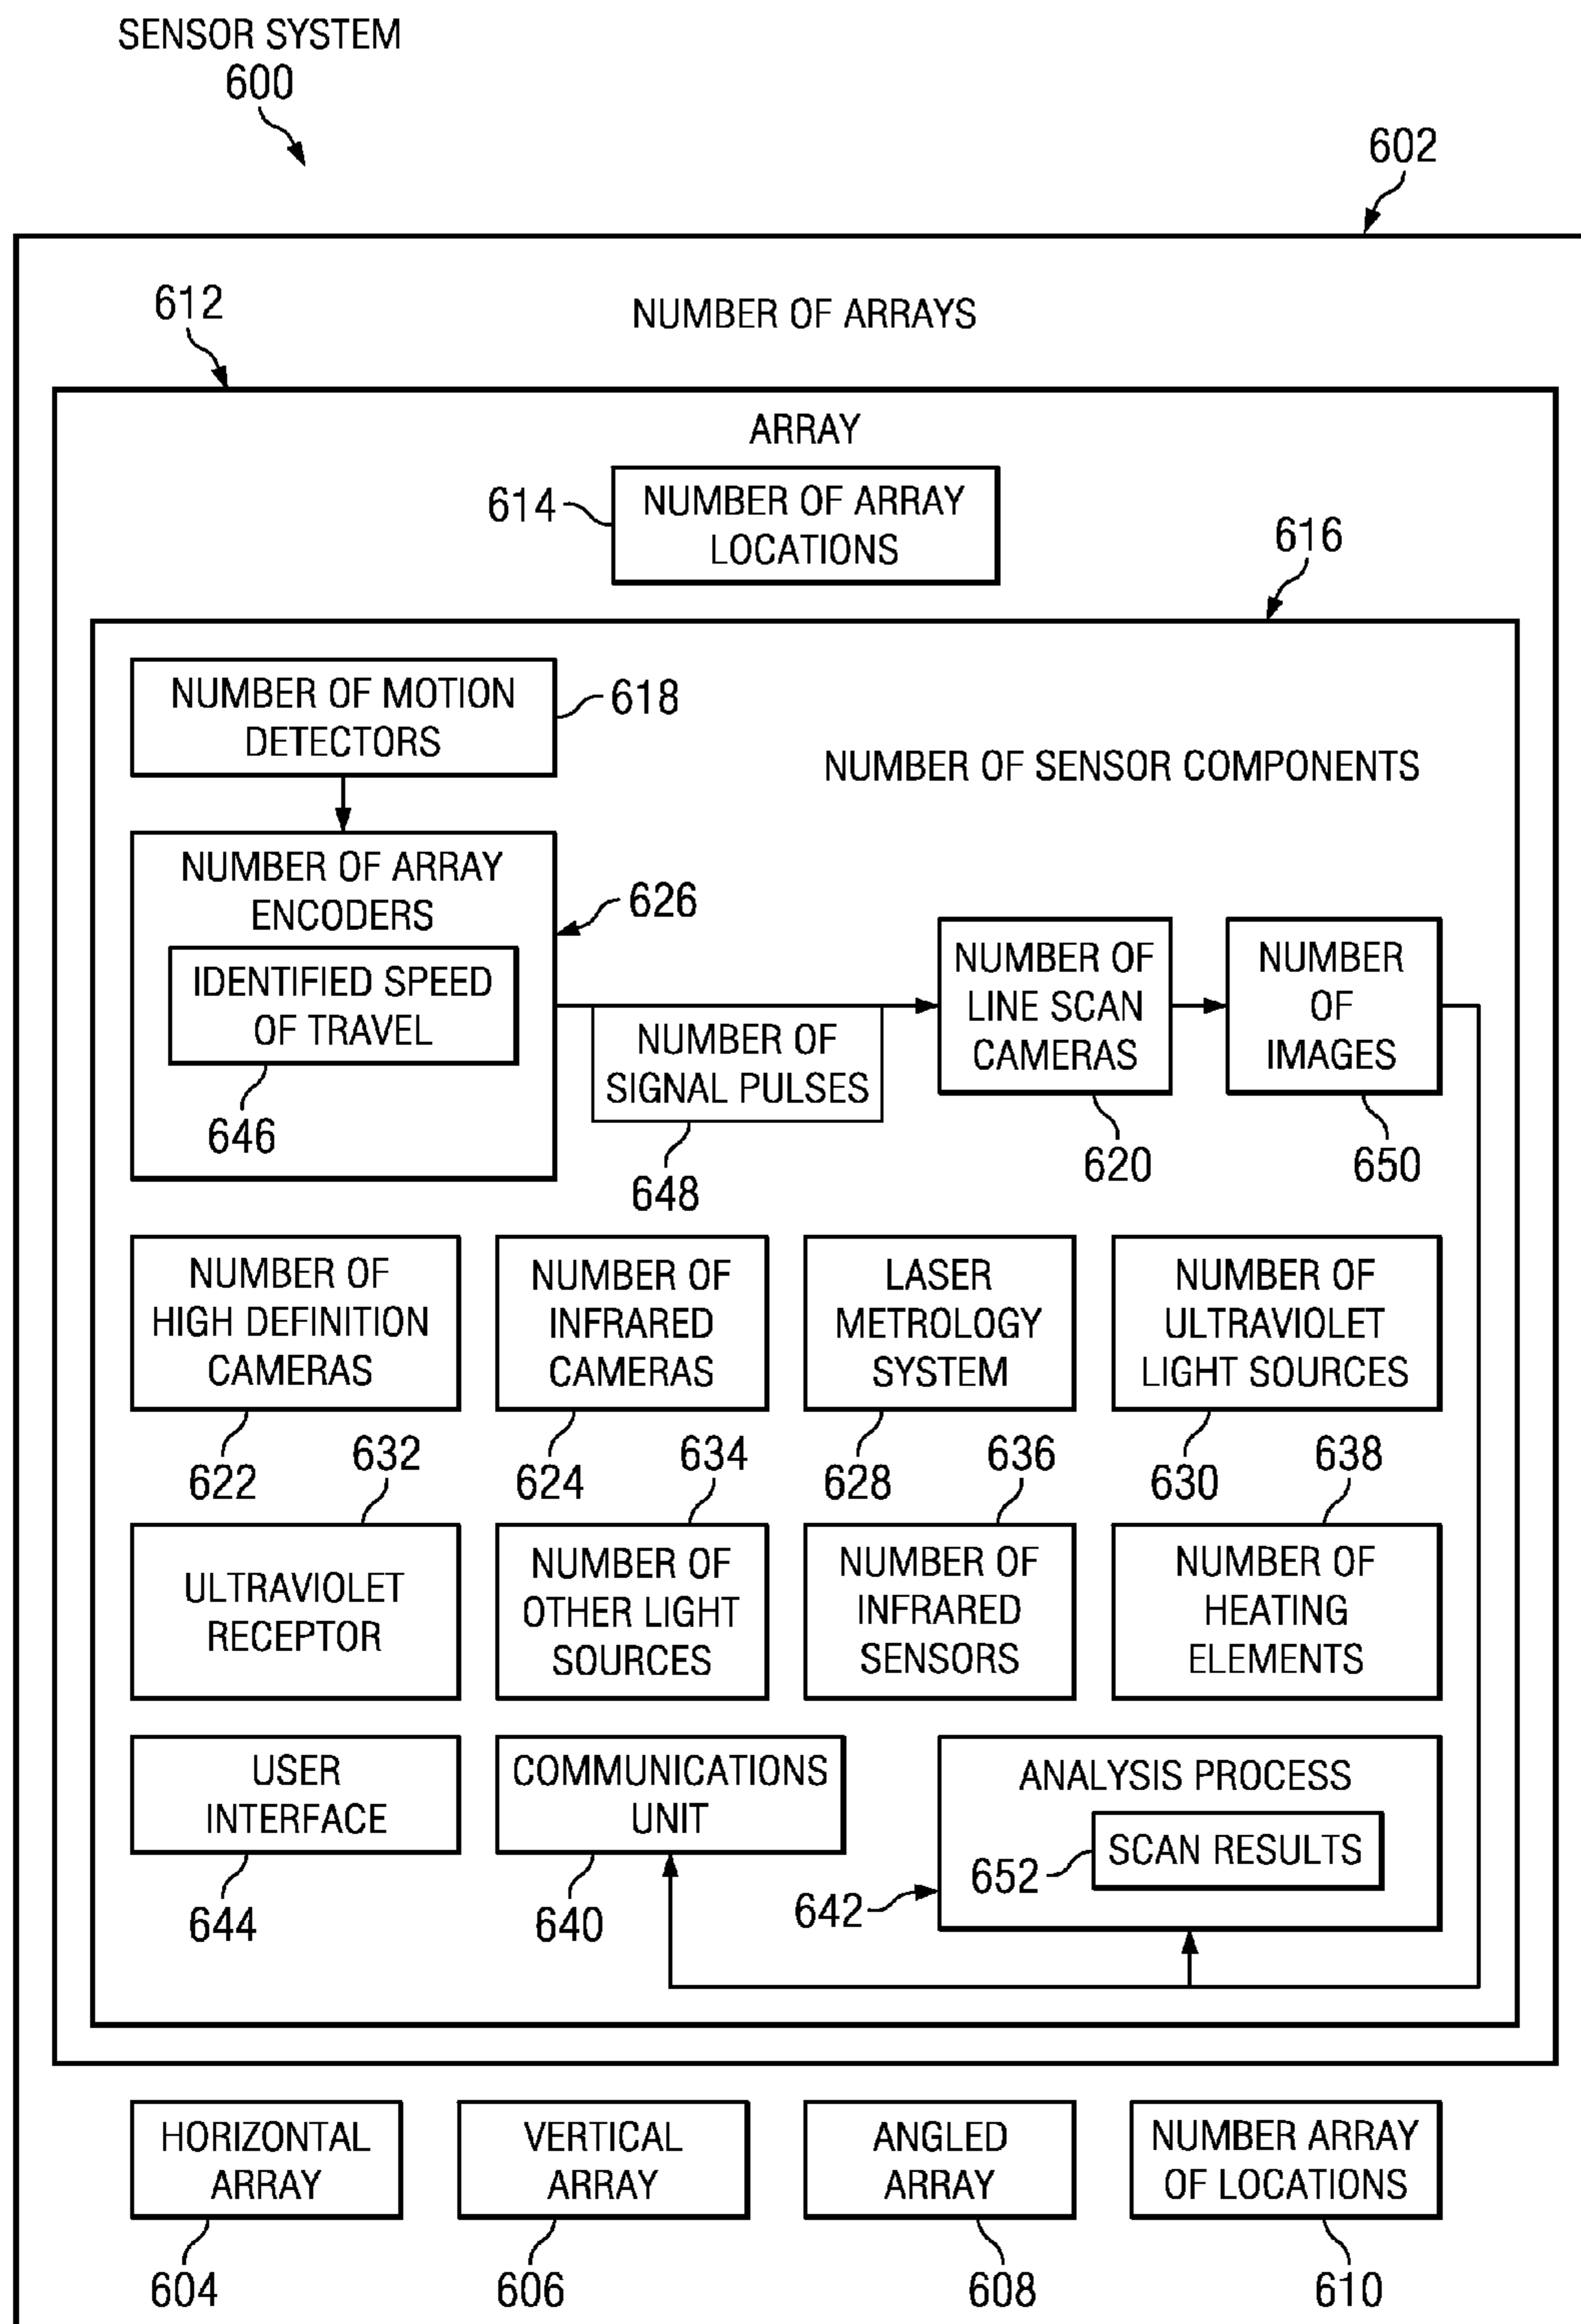 SENSOR SYSTEM
600
602
612
NUMBER OF ARRAYS
ARRAY
614
NUMBER OF ARRAY
LOCATIONS
616
NUMBER OF MOTION
DETECTORS
618
NUMBER OF SENSOR COMPONENTS
NUMBER OF ARRAY
ENCODERS
626
IDENTIFIED SPEED
OF TRAVEL
646
NUMBER OF
SIGNAL PULSES
648
NUMBER OF
LINE SCAN
CAMERAS
620
NUMBER
OF
IMAGES
650
NUMBER OF
HIGH DEFINITION
CAMERAS
622
NUMBER OF
INFRARED
CAMERAS
624
LASER
METROLOGY
SYSTEM
628
NUMBER OF
ULTRAVIOLET
LIGHT SOURCES
630
632
ULTRAVIOLET
RECEPTOR
634
NUMBER OF
OTHER LIGHT
SOURCES
636
NUMBER OF
INFRARED
SENSORS
638
NUMBER OF
HEATING
ELEMENTS
USER
INTERFACE
644
COMMUNICATIONS
UNIT
640
ANALYSIS PROCESS
SCAN RESULTS
652
642
HORIZONTAL
ARRAY
604
VERTICAL
ARRAY
606
ANGLED
ARRAY
608
NUMBER ARRAY
OF LOCATIONS
610